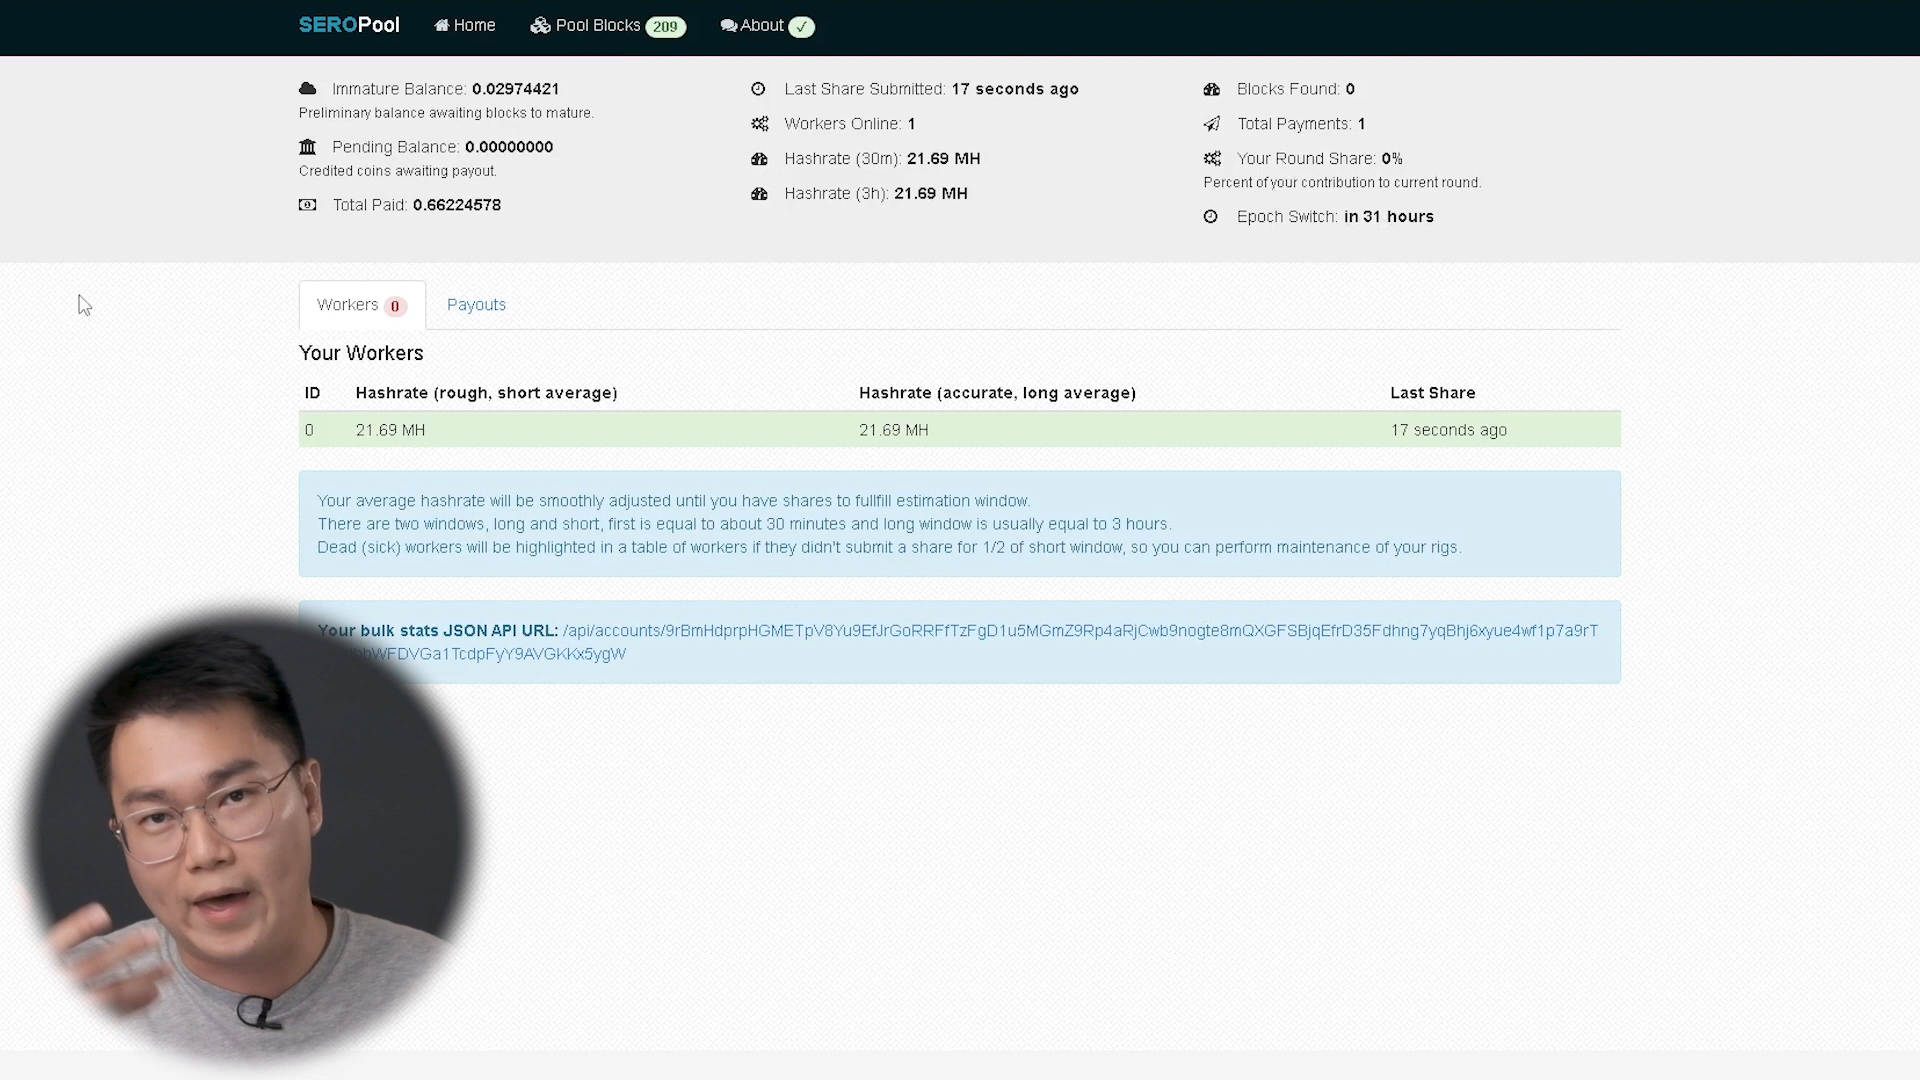 SEROPool Home Pool Blocks 209 About ✓
Immature Balance: 0.02974421
Preliminary balance awaiting blocks to mature.
Pending Balance: 0.00000000
Credited coins awaiting payout.
Total Paid: 0.66224578
Last Share Submitted: 17 seconds ago
Workers Online: 1
Hashrate (30m): 21.69 MH
Hashrate (3h): 21.69 MH
Blocks Found: 0
Total Payments: 1
Your Round Share: 0%
Percent of your contribution to current round.
Epoch Switch: in 31 hours
Workers 0 Payouts
Your Workers
ID Hashrate (rough, short average) Hashrate (accurate, long average) Last Share
0 21.69 MH 21.69 MH 17 seconds ago
Your average hashrate will be smoothly adjusted until you have shares to fullfill estimation window.
There are two windows, long and short, first is equal to about 30 minutes and long window is usually equal to 3 hours.
Dead (sick) workers will be highlighted in a table of workers if they didn't submit a share for 1/2 of short window, so you can perform maintenance of your rigs.
Your bulk stats JSON API URL: /api/accounts/9rBmHdprpHGMETpV8Yu9EfJrGoRRFfTzFgD1u5MGmZ9Rp4aRjCwb9nogte8mQXGFSBjqEfrD35Fdhng7yqBhj6xyue4wf1p7a9rT
WFDVGa1TcdpFyY9AVGKKx5ygW